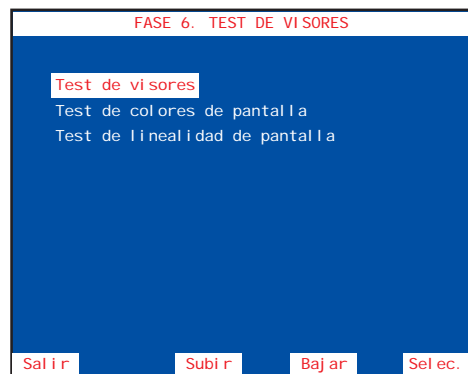 FASE 6. TEST DE VISORES
Test de visores
Test de colores de pantalla
Test de linealidad de pantalla
Salir Subir Bajar Selec.